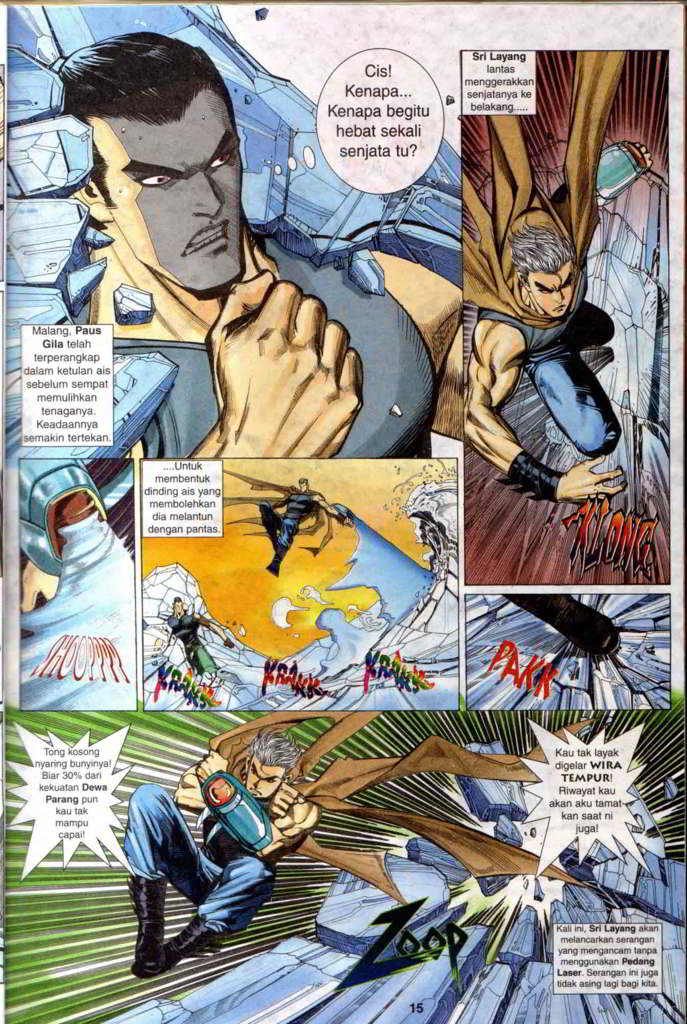 Cis!
Kenapa...
Kenapa begitu
hebat sekali
senjata tu?
Sri Layang
lantas
menggerakkan
senjatanya ke
belakang.....
Malang, Paus
Gila telah
terperangkap
dalam ketulan ais
sebelum sempat
memulihkan
tenaganya.
Keadaannya
semakin tertekan.
KLONG
CHOOPPP!
....Untuk
membentuk
dinding ais yang
membolehkan
dia melantun
dengan pantas.
KRAKK
KRAKK
KRAKK
PAKK
Tong kosong
nyaring bunyinya!
Biar 30% dari
kekuatan Dewa
Parang pun
kau tak
mampu
capai!
Kau tak layak
digelar WIRA
TEMPUR!
Riwayat kau
akan aku tamat-
kan saat ni
juga!
ZOOP
Kali ini, Sri Layang akan
melancarkan serangan
yang mengancam tanpa
menggunakan Pedang
Laser. Serangan ini juga
tidak asing lagi bagi kita.
15